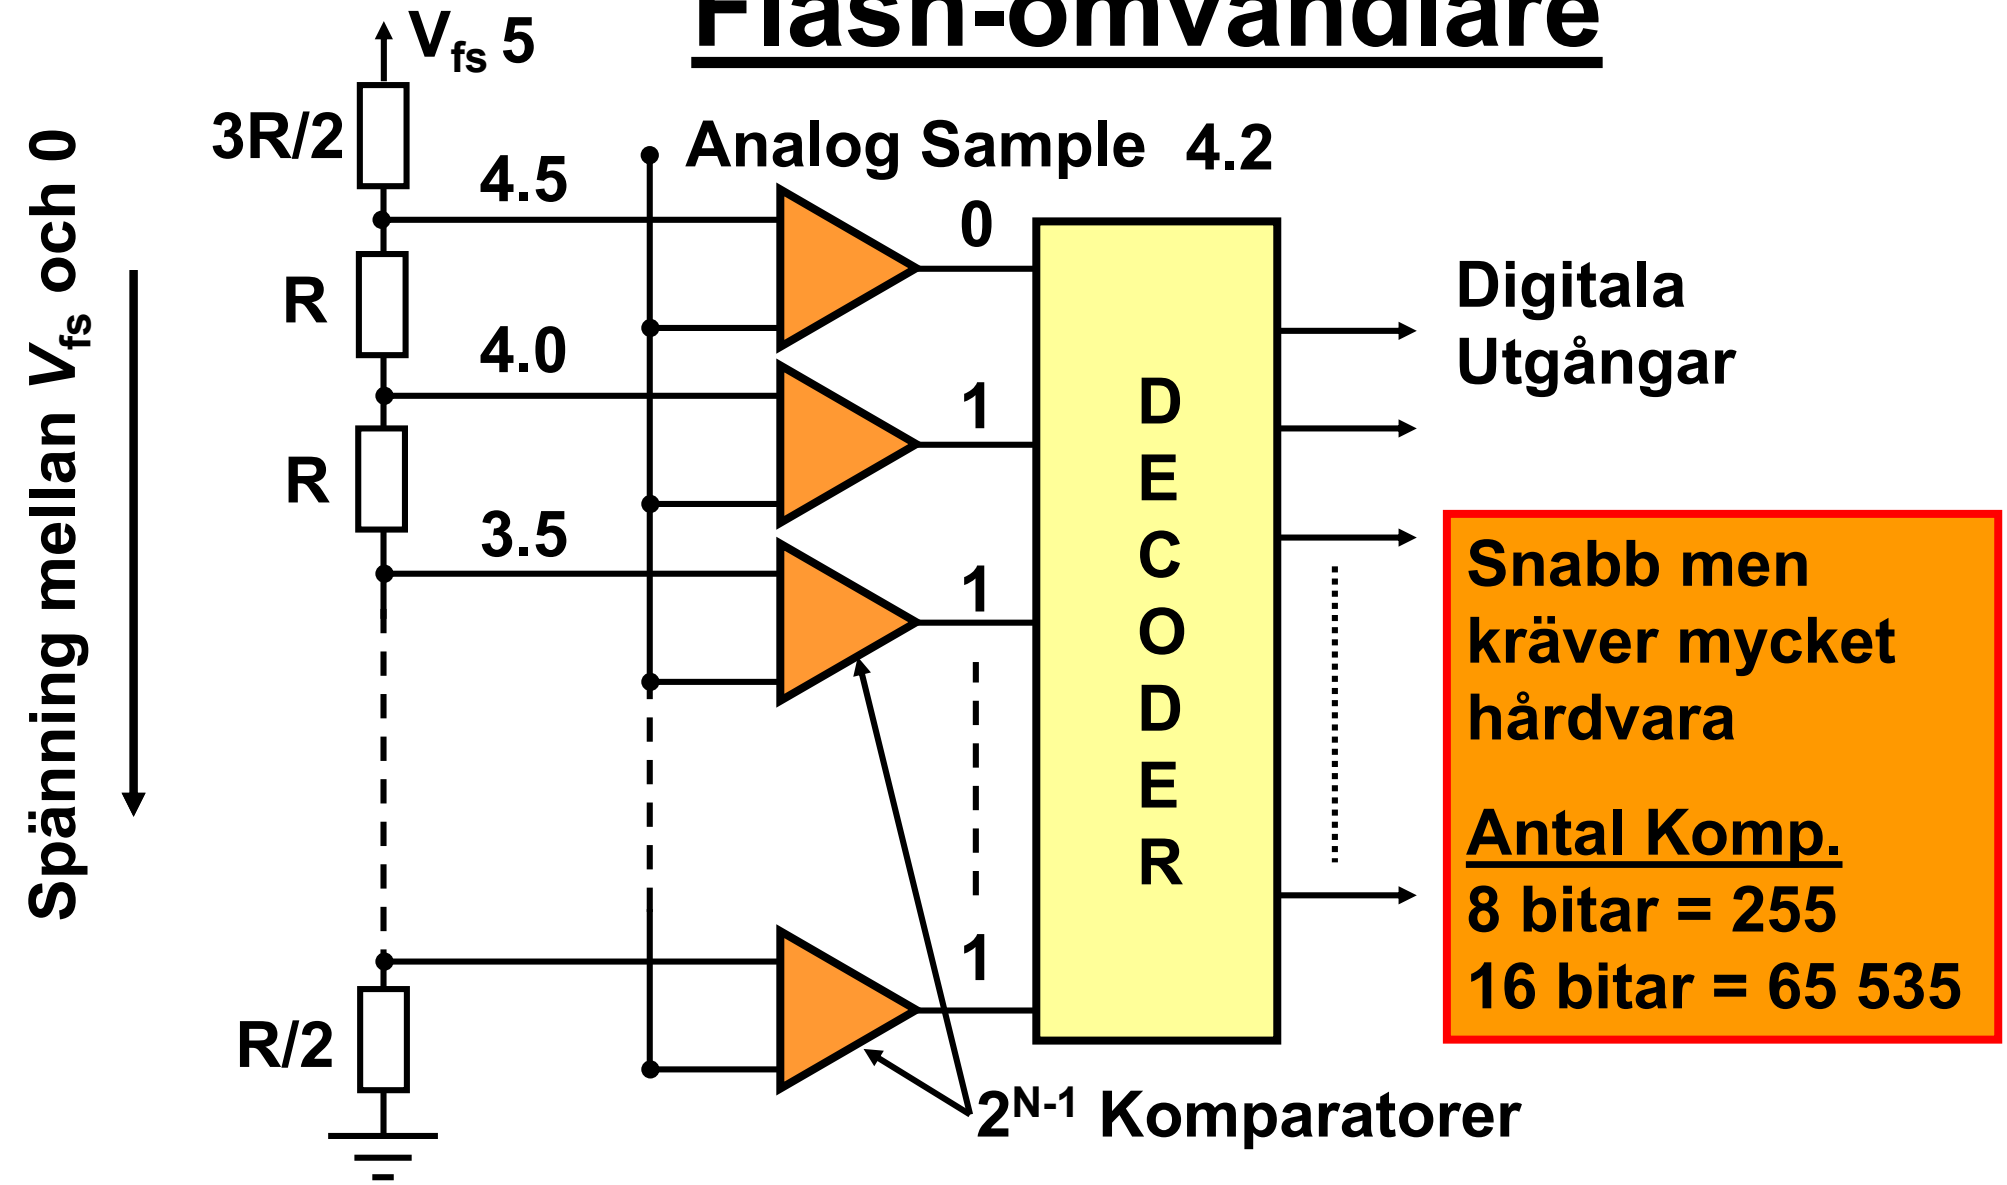 Flash-omvandlare
Vfs 5
3R/2
Analog Sample 4.2
4.5
0
R
4.0
1
R
3.5
1
1
R/2
Spänning mellan Vfs och 0
DECODER
Digitala
Utgångar
Snabb men
kräver mycket
hårdvara
Antal Komp.
8 bitar = 255
16 bitar = 65 535
2^N-1 Komparatorer